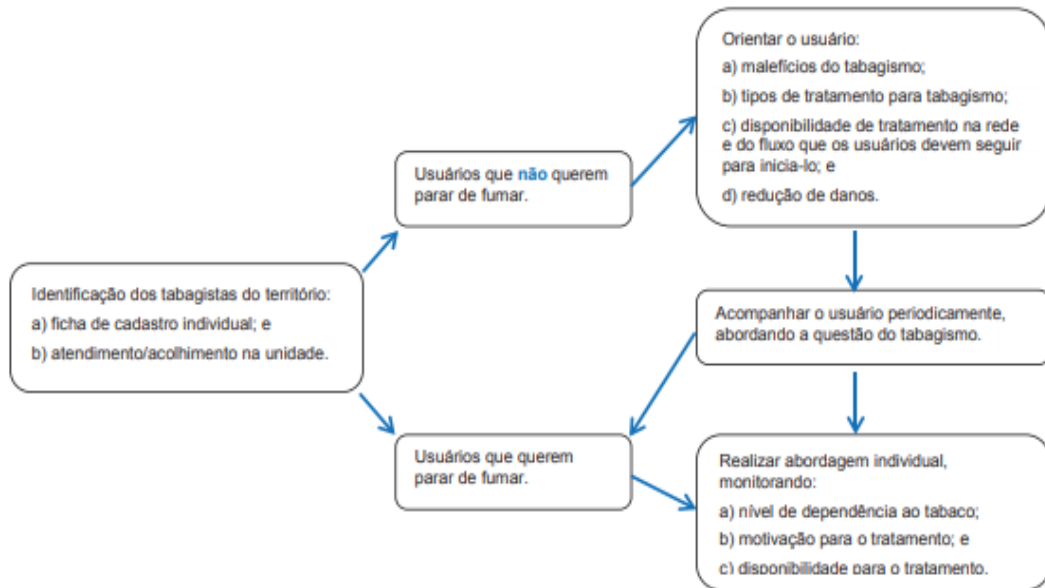 Identificação dos tabagistas do território:
a) ficha de cadastro individual; e
b) atendimento/acolhimento na unidade.
Usuários que não querem
parar de fumar.
Orientar o usuário:
a) malefícios do tabagismo;
b) tipos de tratamento para tabagismo;
c) disponibilidade de tratamento na rede
e do fluxo que os usuários devem seguir
para inicia-lo; e
d) redução de danos.
Acompanhar o usuário periodicamente,
abordando a questão do tabagismo.
Usuários que querem
parar de fumar.
Realizar abordagem individual,
monitorando:
a) nível de dependência ao tabaco;
b) motivação para o tratamento; e
c) disponibilidade para o tratamento.